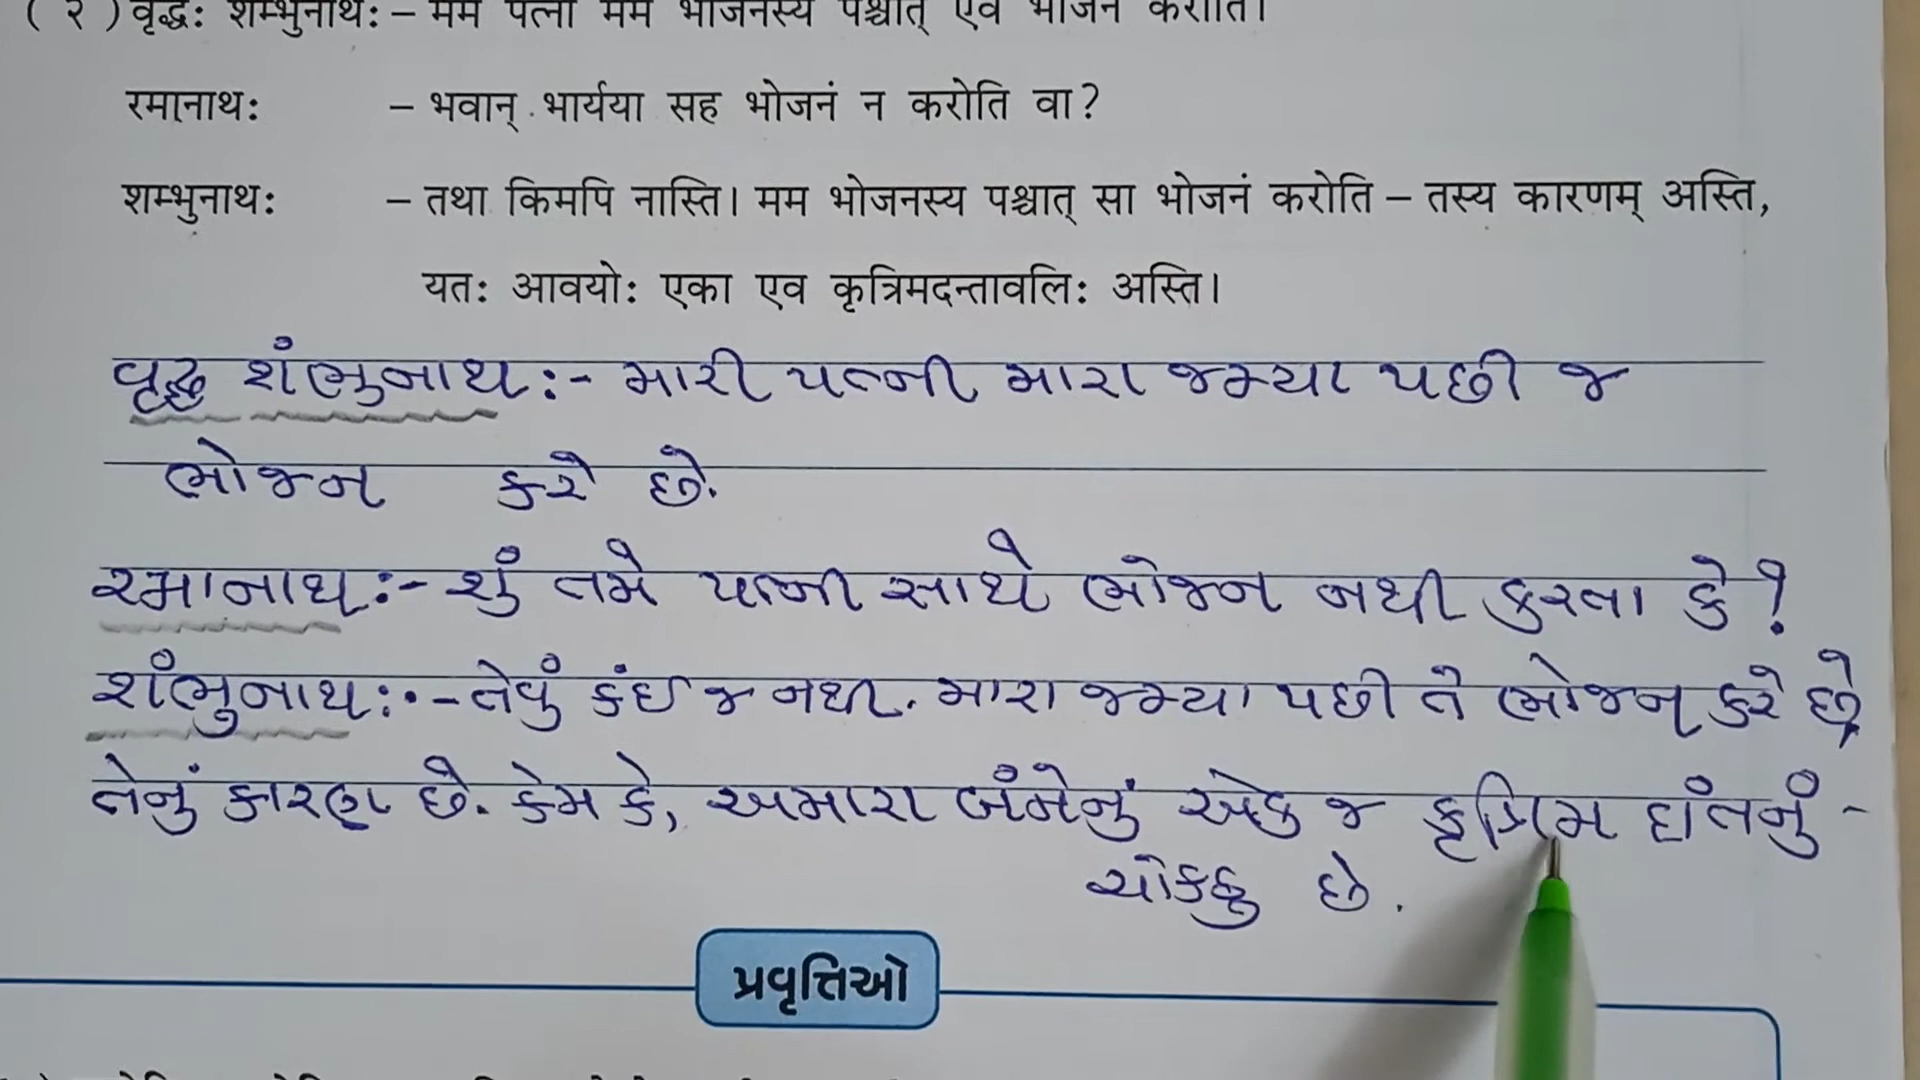 ( २ ) वृद्धः शम्भुनाथः – मम पत्नी मम भोजनस्य पश्चात् एव भोजनं करोति।
रमानाथः – भवान् भार्यया सह भोजनं न करोति वा?
शम्भुनाथः – तथा किमपि नास्ति। मम भोजनस्य पश्चात् सा भोजनं करोति – तस्य कारणम् अस्ति,
यतः आवयोः एका एव कृत्रिमदन्तावलिः अस्ति।
વૃદ્ધ શંભુનાથ:- મારી પત્ની મારા જમ્યા પછી જ
ભોજન કરે છે.
રમાનાથ:- શું તમે પત્ની સાથે ભોજન નથી કરતા કે?
શંભુનાથ:- તેવું કંઈ જ નથી. મારા જમ્યા પછી તે ભોજન કરે છે
તેનું કારણ છે. કેમ કે, અમારા બંનેનું એક જ કૃત્રિમ દાંતનું -
ચોકઠુ છે.
પ્રવૃત્તિઓ